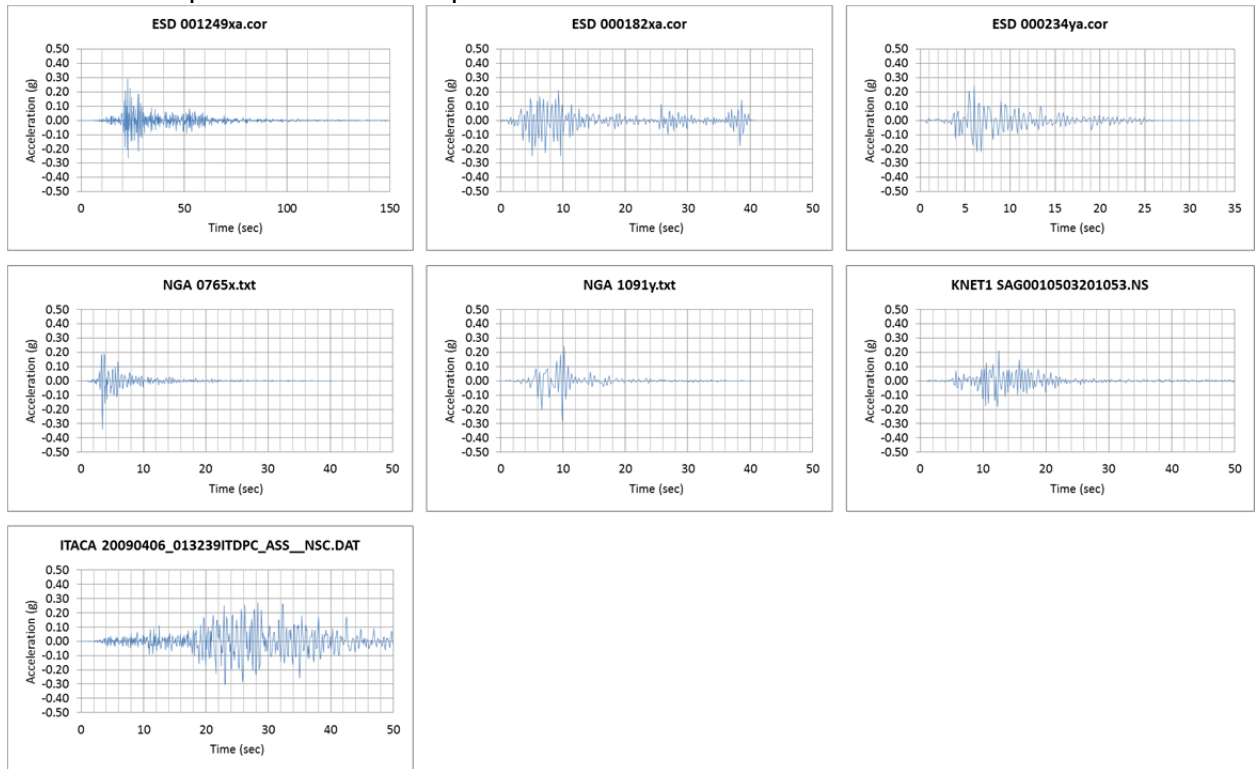 ESD 001249xa.cor
0.50
0.40
0.30
0.20
0.10
0.00
-0.10
-0.20
-0.30
-0.40
-0.50
Acceleration (g)
0 50 100 150
Time (sec)
ESD 000182xa.cor
0.50
0.40
0.30
0.20
0.10
0.00
-0.10
-0.20
-0.30
-0.40
-0.50
Acceleration (g)
0 10 20 30 40 50
Time (sec)
ESD 000234ya.cor
0.50
0.40
0.30
0.20
0.10
0.00
-0.10
-0.20
-0.30
-0.40
-0.50
Acceleration (g)
0 5 10 15 20 25 30 35
Time (sec)
NGA 0765x.txt
0.50
0.40
0.30
0.20
0.10
0.00
-0.10
-0.20
-0.30
-0.40
-0.50
Acceleration (g)
0 10 20 30 40 50
Time (sec)
NGA 1091y.txt
0.50
0.40
0.30
0.20
0.10
0.00
-0.10
-0.20
-0.30
-0.40
-0.50
Acceleration (g)
0 10 20 30 40 50
Time (sec)
KNET1 SAG0010503201053.NS
0.50
0.40
0.30
0.20
0.10
0.00
-0.10
-0.20
-0.30
-0.40
-0.50
Acceleration (g)
0 10 20 30 40 50
Time (sec)
ITACA 20090406_013239ITDPC_ASS__NSC.DAT
0.50
0.40
0.30
0.20
0.10
0.00
-0.10
-0.20
-0.30
-0.40
-0.50
Acceleration (g)
0 10 20 30 40 50
Time (sec)